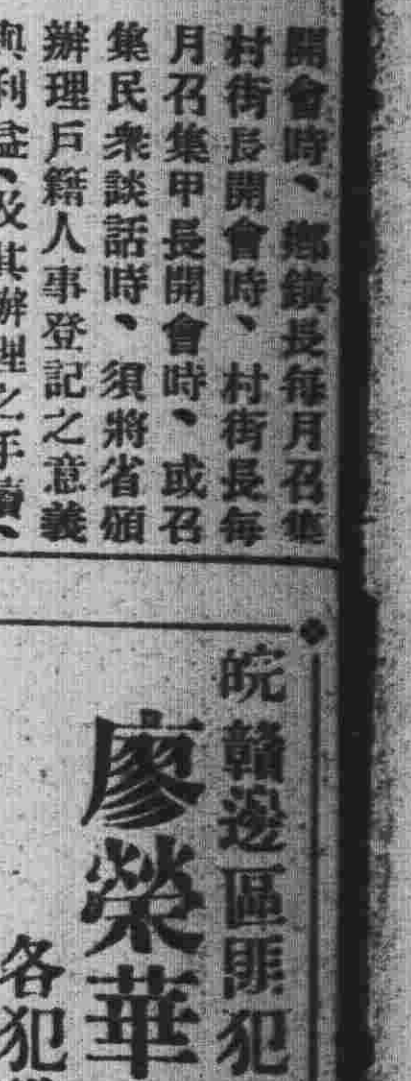 開會時、鄉鎮長每月召集
村街長開會時、村街長每
月召集甲長開會時、或召
集民衆談話時、須將省頒
辦理戶籍人事登記之意義
與利益、及其辦理之手續、
皖贛邊區匪犯
廖榮華
各犯